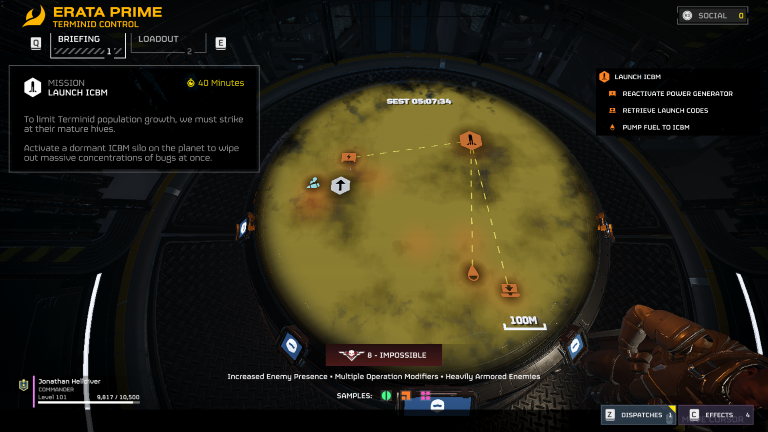 ERATA PRIME
TERMINID CONTROL
SOCIAL 0
Q
BRIEFING
1
LOADOUT
2
E
MISSION
LAUNCH ICBM
40 Minutes
To limit Terminid population growth, we must strike
at their mature hives.
Activate a dormant ICBM silo on the planet to wipe
out massive concentrations of bugs at once.
LAUNCH ICBM
REACTIVATE POWER GENERATOR
RETRIEVE LAUNCH CODES
PUMP FUEL TO ICBM
SEST 05:07:34
100M
8 - IMPOSSIBLE
Increased Enemy Presence • Multiple Operation Modifiers • Heavily Armored Enemies
SAMPLES:
Jonathan Helldiver
COMMANDER
Level 101
9,817 / 10,500
Z
DISPATCHES 1
C
EFFECTS 4
CURSOR